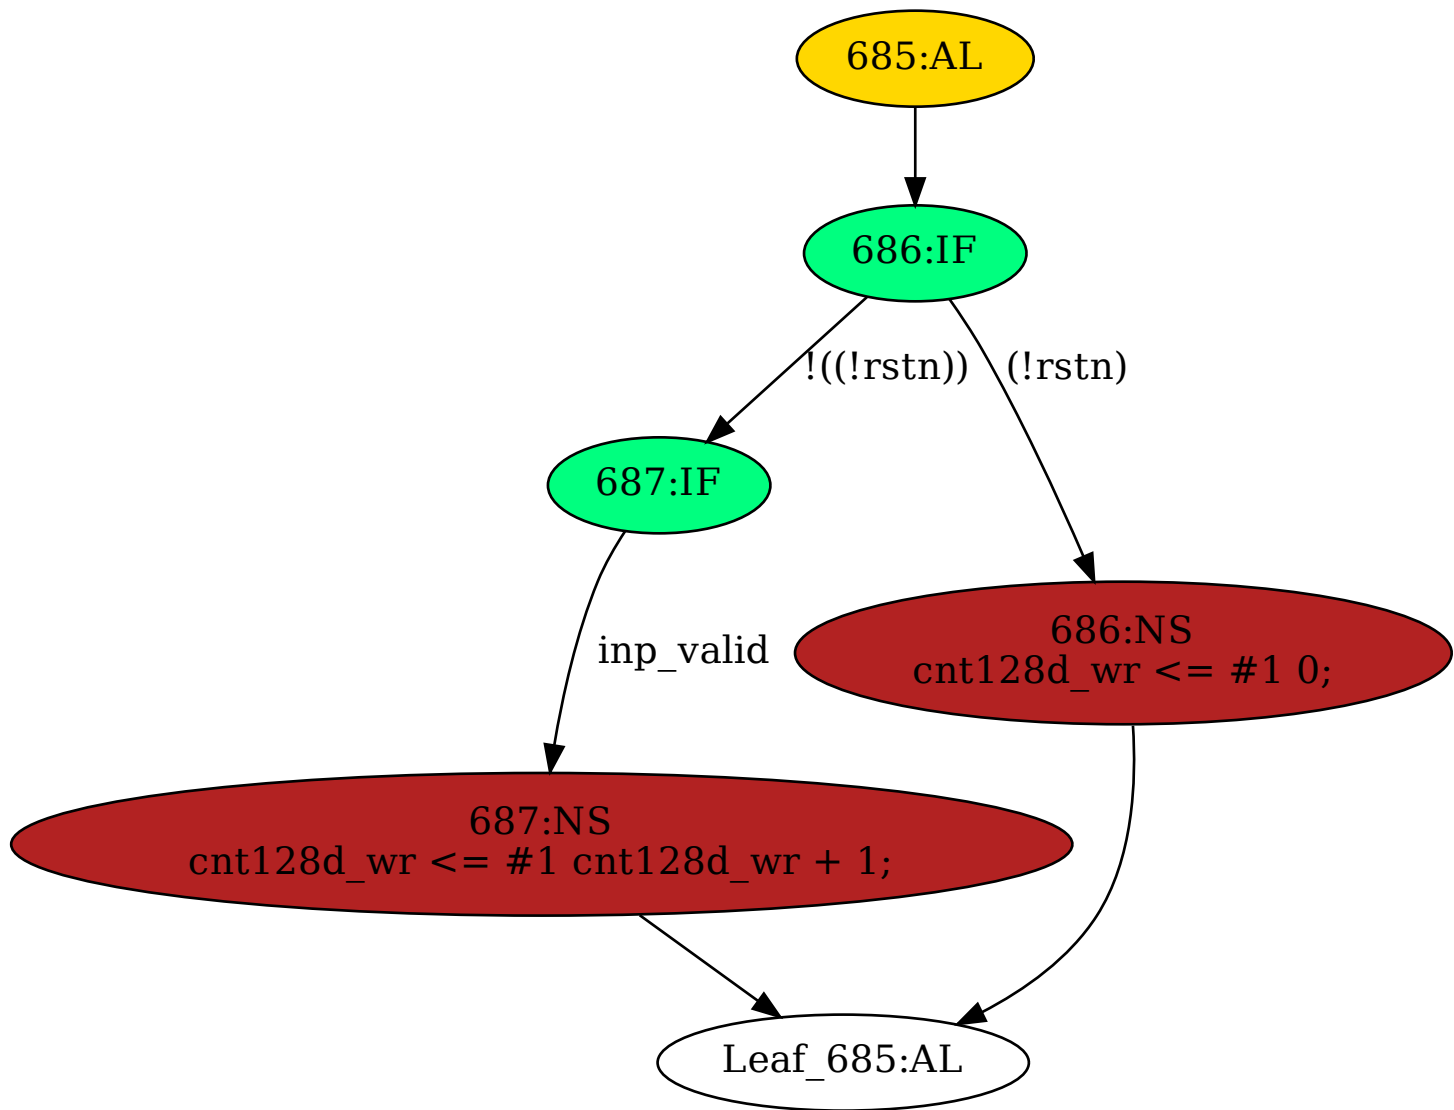 685:AL
686:IF
!((!rstn))
(!rstn)
687:IF
inp_valid
686:NS
cnt128d_wr <= #1 0;
687:NS
cnt128d_wr <= #1 cnt128d_wr + 1;
Leaf_685:AL